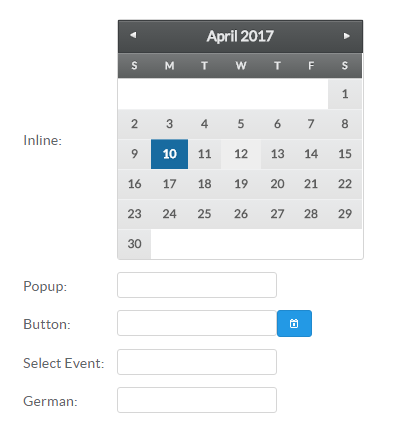 April 2017
S M T W T F S
1
2 3 4 5 6 7 8
Inline:
9 10 11 12 13 14 15
16 17 18 19 20 21 22
23 24 25 26 27 28 29
30
Popup:
Button:
Select Event:
German: